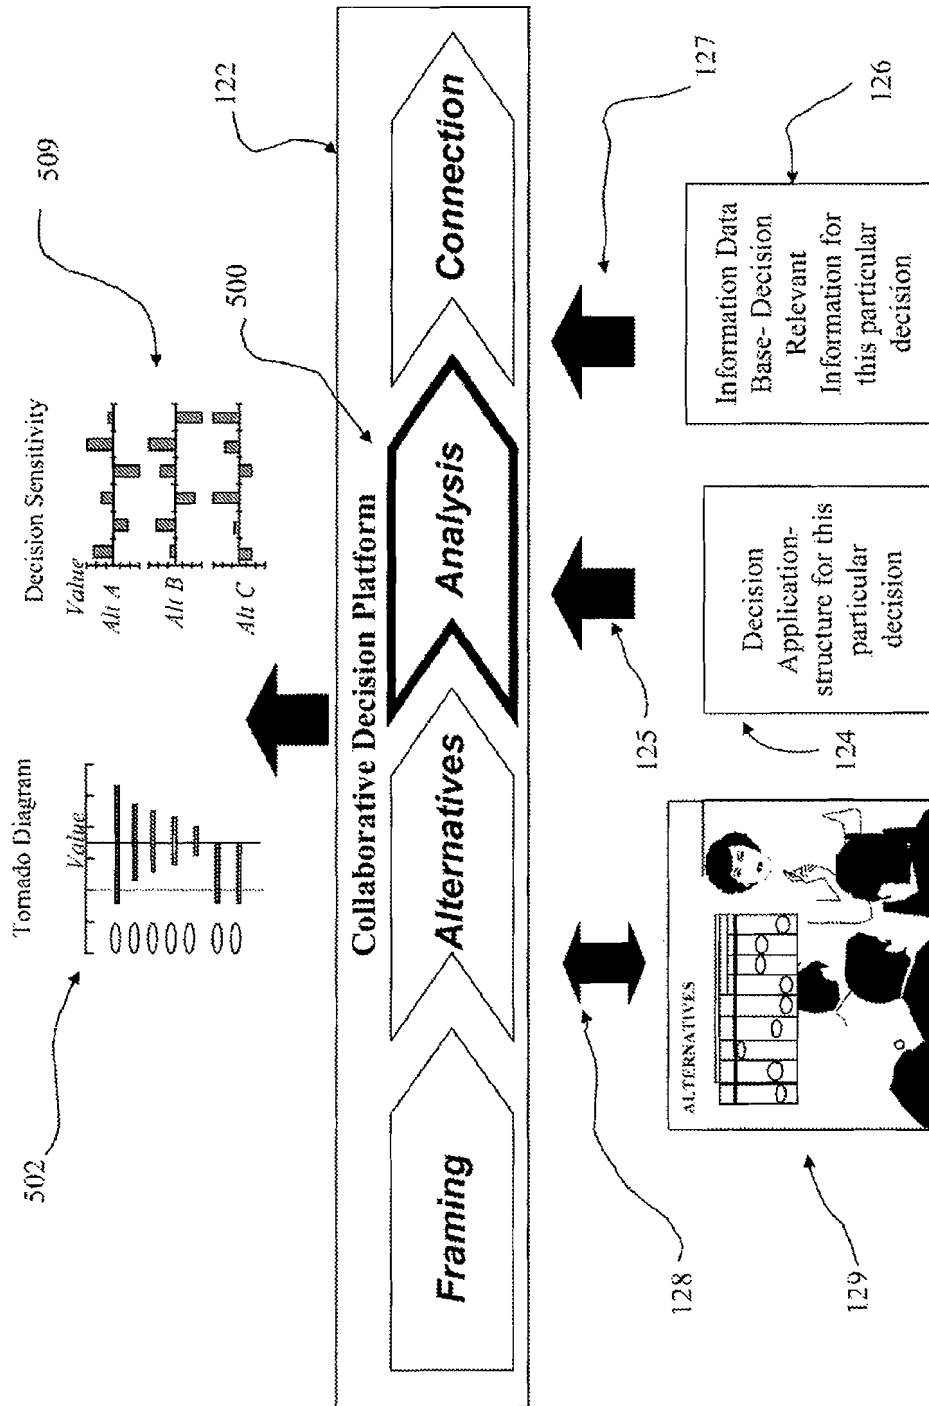 Tornado Diagram
Value
502
Decision Sensitivity
Value
Alt A
Alt B
Alt C
509
500
122
Collaborative Decision Platform
Framing
Alternatives
Analysis
Connection
128
125
127
ALTERNATIVES
129
Decision
Application-
structure for this
particular
decision
124
Information Data
Base- Decision
Relevant
Information for
this particular
decision
126